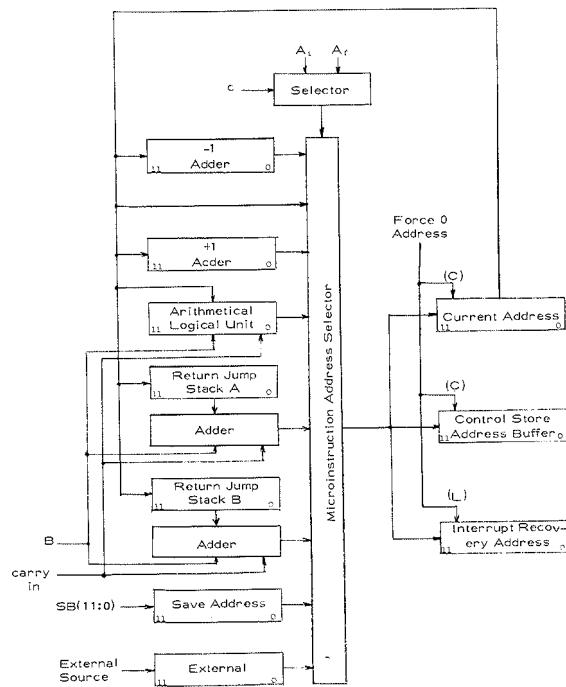 A₁ Aₜ
c
Selector
-1
Adder
11 0
+1
Adder
11 0
Force 0
Address
(C)
Arithmetical
Logical Unit
11 0
Current Address
11 0
Microinstruction Address Selector
Return Jump
Stack A
11 0
(C)
Adder
Control Store
Address Buffer
11 0
Return Jump
Stack B
11 0
(L)
B
Adder
Interrupt Recov-
ery Address
11 0
carry
in
SB(11:0)
Save Address
11 0
External
Source
External
11 0